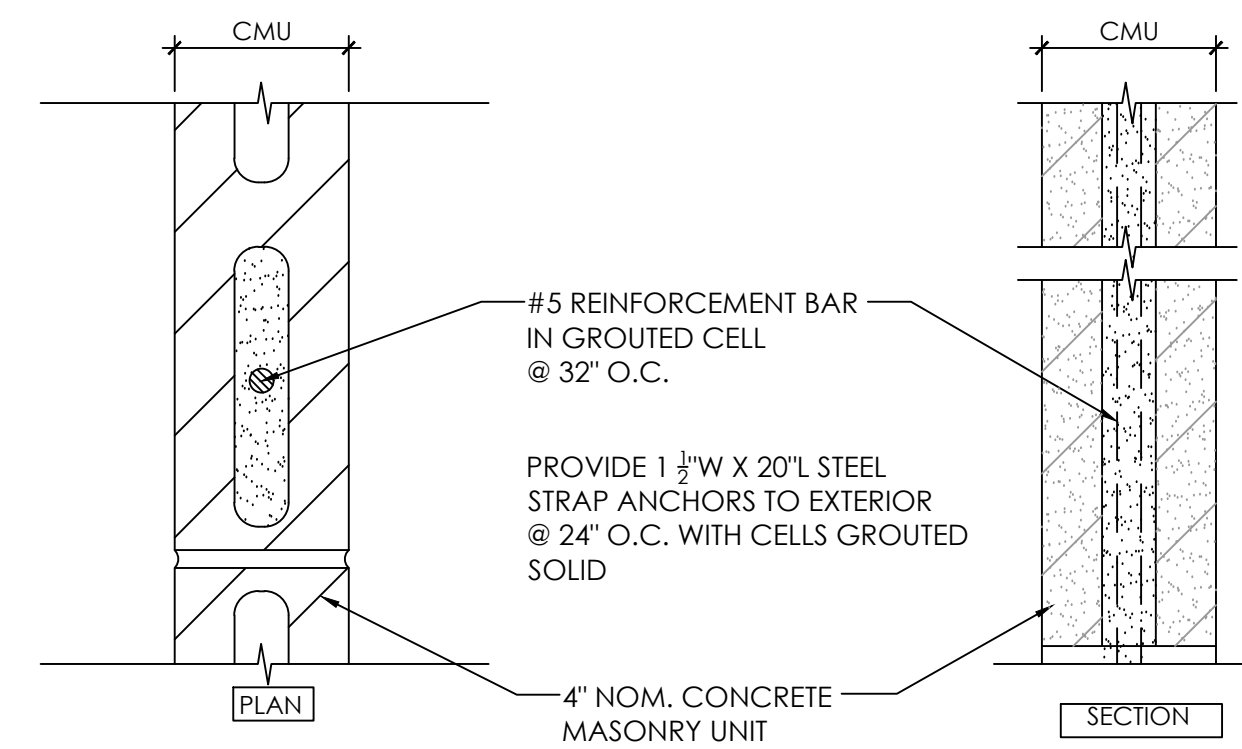 CMU
CMU
#5 REINFORCEMENT BAR
IN GROUTED CELL
@ 32" O.C.
PROVIDE 1 ½"W X 20"L STEEL
STRAP ANCHORS TO EXTERIOR
@ 24" O.C. WITH CELLS GROUTED
SOLID
4" NOM. CONCRETE
MASONRY UNIT
PLAN
SECTION